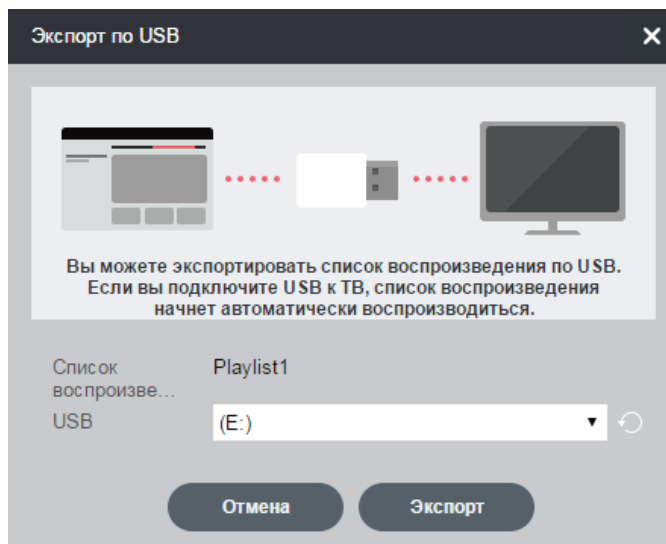 Экспорт по USB
Вы можете экспортировать список воспроизведения по USB.
Если вы подключите USB к ТВ, список воспроизведения
начнет автоматически воспроизводиться.
Список
воспроизве...
Playlist1
USB
(E:)
Отмена
Экспорт